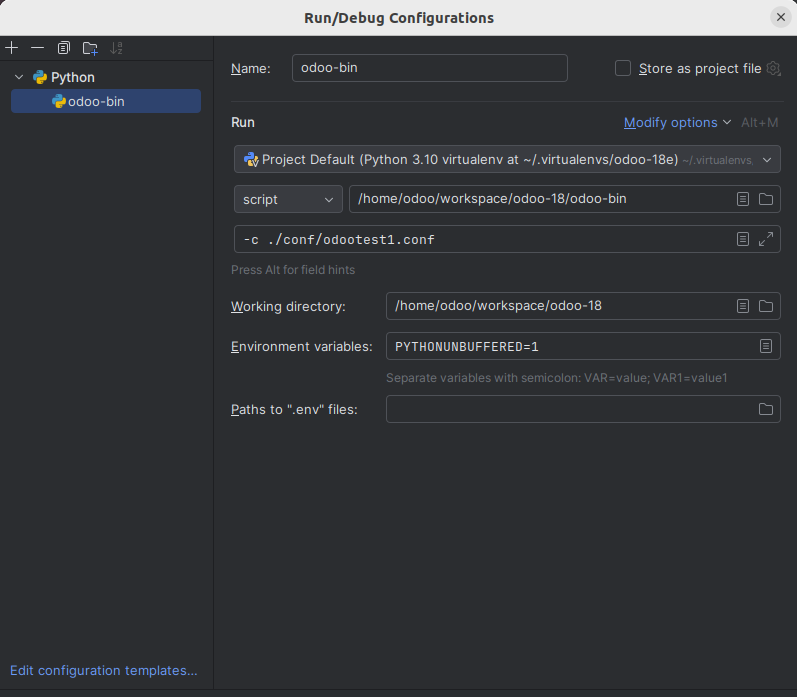 Run/Debug Configurations
Python
odoo-bin
Edit configuration templates...
Name: odoo-bin Store as project file
Run Modify options Alt+M
Project Default (Python 3.10 virtualenv at ~/.virtualenvs/odoo-18e) ~/.virtualenvs
script /home/odoo/workspace/odoo-18/odoo-bin
-c ./conf/odootest1.conf
Press Alt for field hints
Working directory: /home/odoo/workspace/odoo-18
Environment variables: PYTHONUNBUFFERED=1
Separate variables with semicolon: VAR=value; VAR1=value1
Paths to ".env" files: